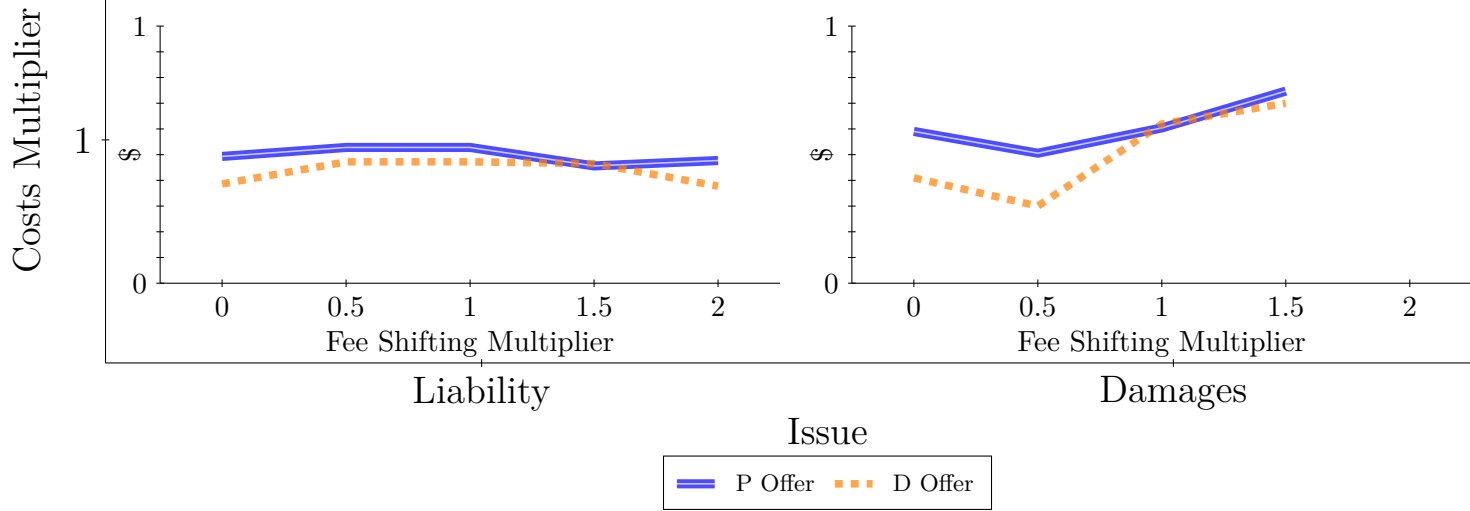 Costs Multiplier
1
1
$
0
0 0.5 1 1.5 2
Fee Shifting Multiplier
Liability
1
$
0
0 0.5 1 1.5 2
Fee Shifting Multiplier
Damages
Issue
P Offer D Offer